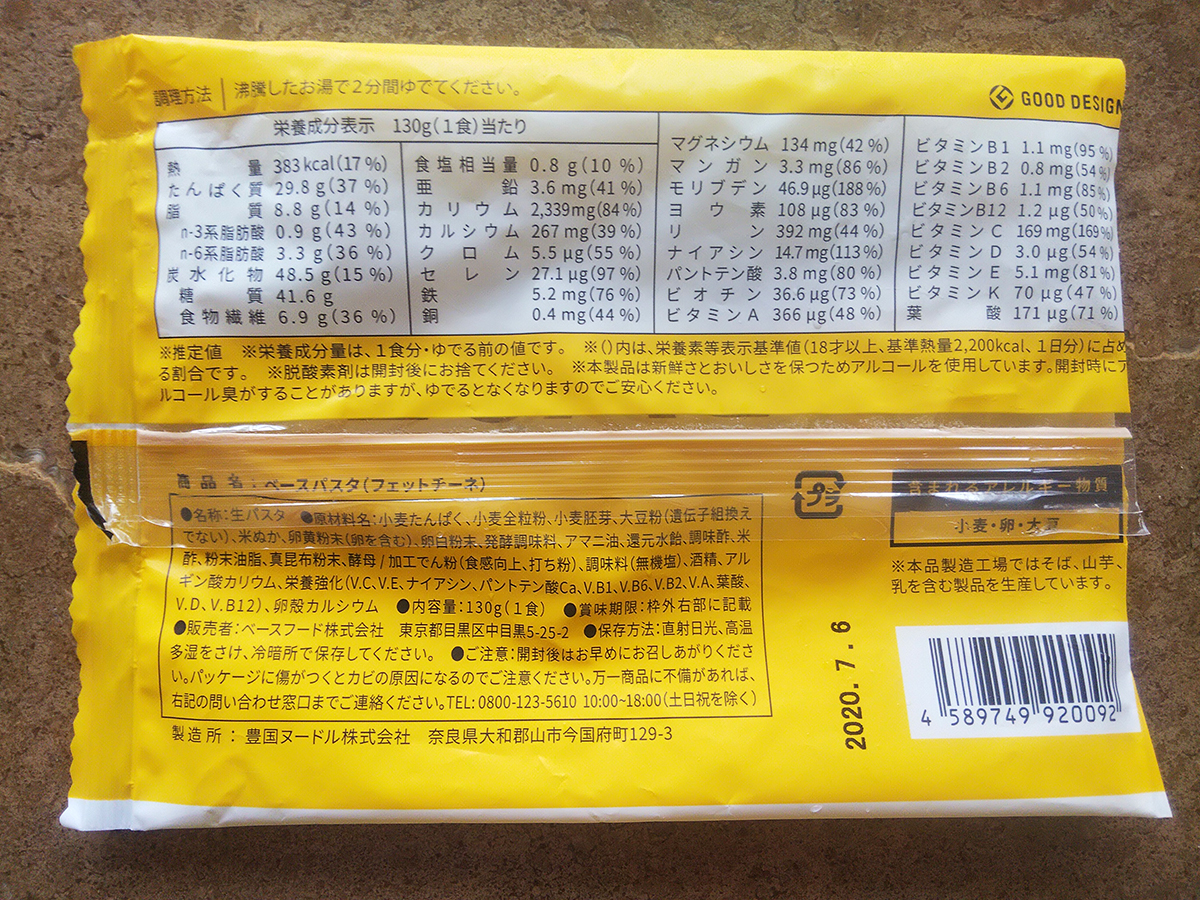 調理方法 | 沸騰したお湯で2分間ゆでてください。
GOOD DESIGN
栄養成分表示 130g(1食)当たり
熱量 383kcal(17%)
たんぱく質 29.8g(37%)
脂質 8.8g(14%)
n-3系脂肪酸 0.9g(43%)
n-6系脂肪酸 3.3g(36%)
炭水化物 48.5g(15%)
糖質 41.6g
食物繊維 6.9g(36%)
食塩相当量 0.8g(10%)
亜鉛 3.6mg(41%)
カリウム 2,339mg(84%)
カルシウム 267mg(39%)
クロム 5.5μg(55%)
セレン 27.1μg(97%)
鉄 5.2mg(76%)
銅 0.4mg(44%)
マグネシウム 134mg(42%)
マンガン 3.3mg(86%)
モリブデン 46.9μg(188%)
ヨウ素 108μg(83%)
リン 392mg(44%)
ナイアシン 14.7mg(113%)
パントテン酸 3.8mg(80%)
ビオチン 36.6μg(73%)
ビタミンA 366μg(48%)
ビタミンB1 1.1mg(95%)
ビタミンB2 0.8mg(54%
ビタミンB6 1.1mg(85%)
ビタミンB12 1.2μg(50%)
ビタミンC 169mg(169%)
ビタミンD 3.0μg(54%)
ビタミンE 5.1mg(81%)
ビタミンK 70μg(47%)
葉酸 171μg(71%)
※推定値 ※栄養成分量は、1食分・ゆでる前の値です。 ※()内は、栄養素等表示基準値(18才以上、基準熱量2,200kcal、1日分)に占め
る割合です。 ※脱酸素剤は開封後にお捨てください。 ※本製品は新鮮さとおいしさを保つためアルコールを使用しています。開封時にア
ルコール臭がすることがありますが、ゆでるとなくなりますのでご安心ください。
商品名:ベースパスタ(フェットチーネ)
●名称:生パスタ ●原材料名:小麦たんぱく、小麦全粒粉、小麦胚芽、大豆粉(遺伝子組換え
でない)、米ぬか、卵黄粉末(卵を含む)、卵白粉末、発酵調味料、アマニ油、還元水飴、調味酢、米
酢、粉末油脂、真昆布粉末、酵母/加工でん粉(食感向上、打ち粉)、調味料(無機塩)、酒精、アル
ギン酸カリウム、栄養強化(V.C、V.E、ナイアシン、パントテン酸Ca、V.B1、V.B6、V.B2、V.A、葉酸、
V.D、V.B12)、卵殻カルシウム ●内容量:130g(1食) ●賞味期限:枠外右部に記載
●販売者:ベースフード株式会社 東京都目黒区中目黒5-25-2 ●保存方法:直射日光、高温
多湿をさけ、冷暗所で保存してください。 ●ご注意:開封後はお早めにお召しあがりくださ
い。パッケージに傷がつくとカビの原因になるのでご注意ください。万一商品に不備があれば、
右記の問い合わせ窓口までご連絡ください。TEL:0800-123-5610 10:00~18:00(土日祝を除く)
製造所:豊国ヌードル株式会社 奈良県大和郡山市今国府町129-3
プラ
含まれるアレルギー物質
小麦・卵・大豆
※本品製造工場ではそば、山芋、
乳を含む製品を生産しています。
2020.7.6
4 589749 920092